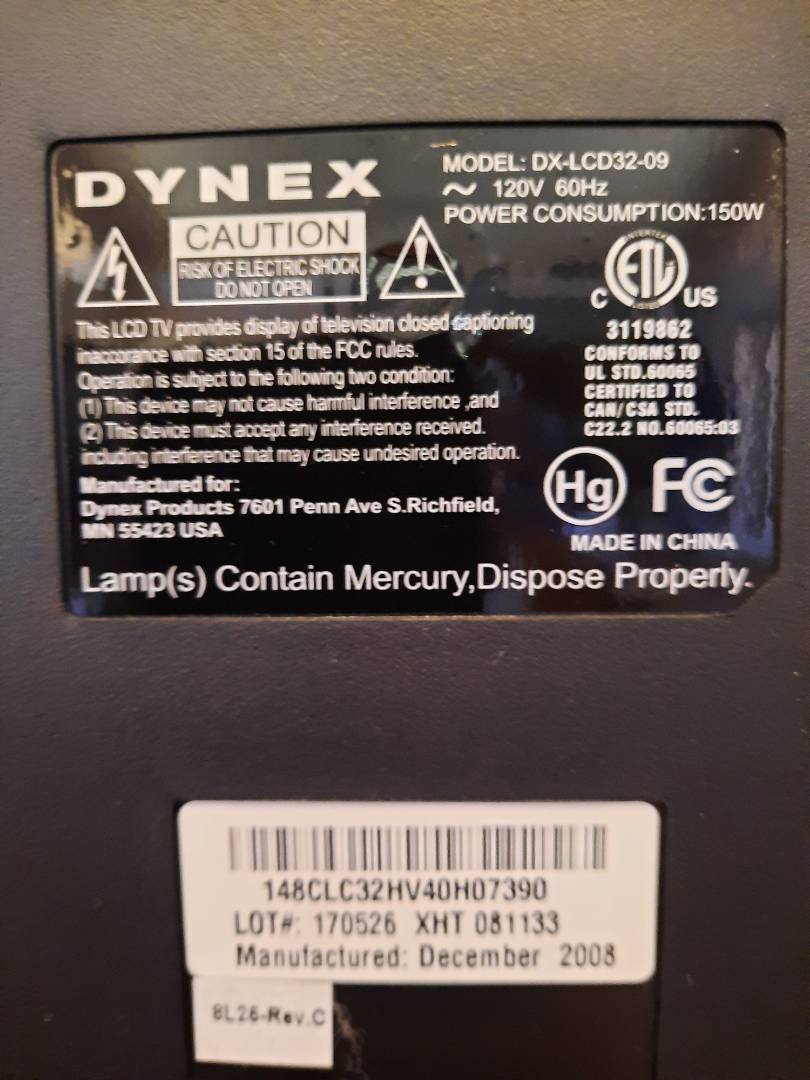 DYNEX
MODEL: DX-LCD32-09
~ 120V 60Hz
POWER CONSUMPTION:150W
CAUTION
RISK OF ELECTRIC SHOCK
DO NOT OPEN
INTERTEK
ETL
LISTED
C US
3119862
CONFORMS TO
UL STD.60065
CERTIFIED TO
CAN/CSA STD.
C22.2 NO.60065:03
This LCD TV provides display of television closed captioning
inaccorance with section 15 of the FCC rules.
Operation is subject to the following two condition:
(1) This device may not cause harmful interference ,and
(2) This device must accept any interference received.
including interference that may cause undesired operation.
Manufactured for:
Dynex Products 7601 Penn Ave S.Richfield,
MN 55423 USA
Hg FC
MADE IN CHINA
Lamp(s) Contain Mercury,Dispose Properly.
148CLC32HV40H07390
LOT#: 170526 XHT 081133
Manufactured: December 2008
8L26-Rev.C